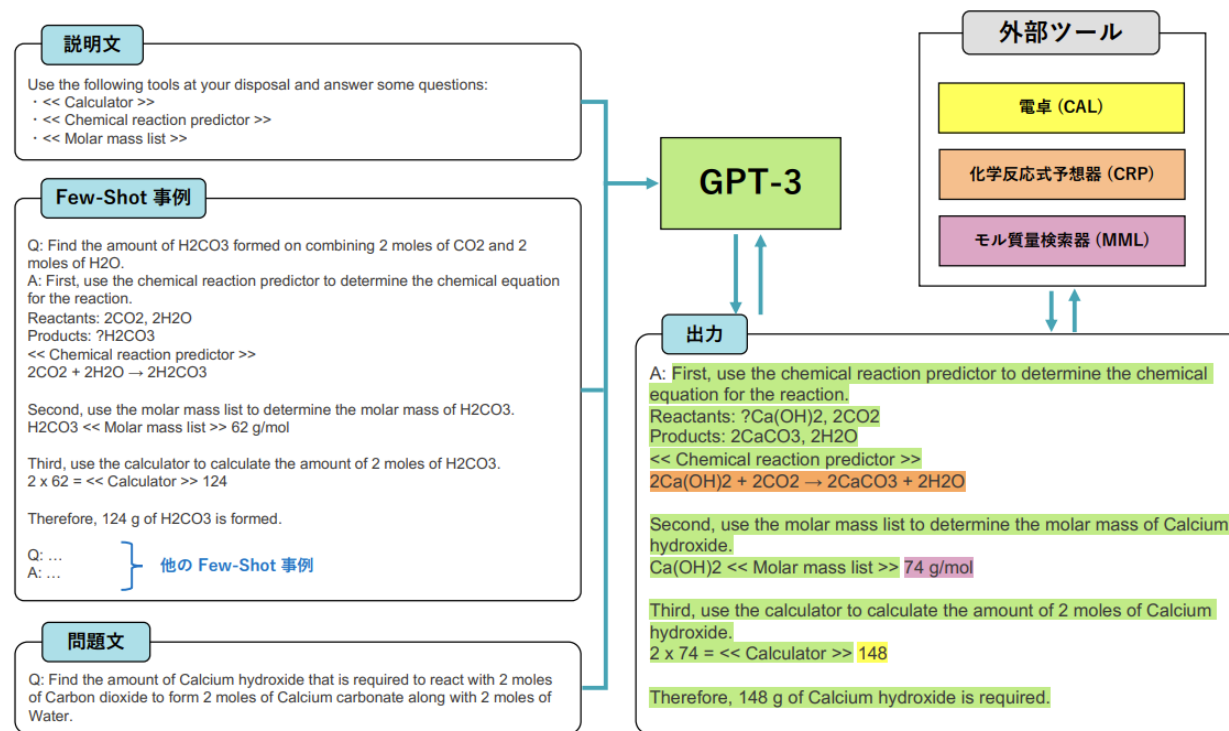 説明文
Use the following tools at your disposal and answer some questions:
・<< Calculator >>
・<< Chemical reaction predictor >>
・<< Molar mass list >>
Few-Shot 事例
Q: Find the amount of H2CO3 formed on combining 2 moles of CO2 and 2
moles of H2O.
A: First, use the chemical reaction predictor to determine the chemical equation
for the reaction.
Reactants: 2CO2, 2H2O
Products: ?H2CO3
<< Chemical reaction predictor >>
2CO2 + 2H2O → 2H2CO3
Second, use the molar mass list to determine the molar mass of H2CO3.
H2CO3 << Molar mass list >> 62 g/mol
Third, use the calculator to calculate the amount of 2 moles of H2CO3.
2 x 62 = << Calculator >> 124
Therefore, 124 g of H2CO3 is formed.
Q: ...
A: ...
他の Few-Shot 事例
問題文
Q: Find the amount of Calcium hydroxide that is required to react with 2 moles
of Carbon dioxide to form 2 moles of Calcium carbonate along with 2 moles of
Water.
GPT-3
外部ツール
電卓 (CAL)
化学反応式予想器 (CRP)
モル質量検索器 (MML)
出力
A: First, use the chemical reaction predictor to determine the chemical
equation for the reaction.
Reactants: ?Ca(OH)2, 2CO2
Products: 2CaCO3, 2H2O
<< Chemical reaction predictor >>
2Ca(OH)2 + 2CO2 → 2CaCO3 + 2H2O
Second, use the molar mass list to determine the molar mass of Calcium
hydroxide.
Ca(OH)2 << Molar mass list >> 74 g/mol
Third, use the calculator to calculate the amount of 2 moles of Calcium
hydroxide.
2 x 74 = << Calculator >> 148
Therefore, 148 g of Calcium hydroxide is required.